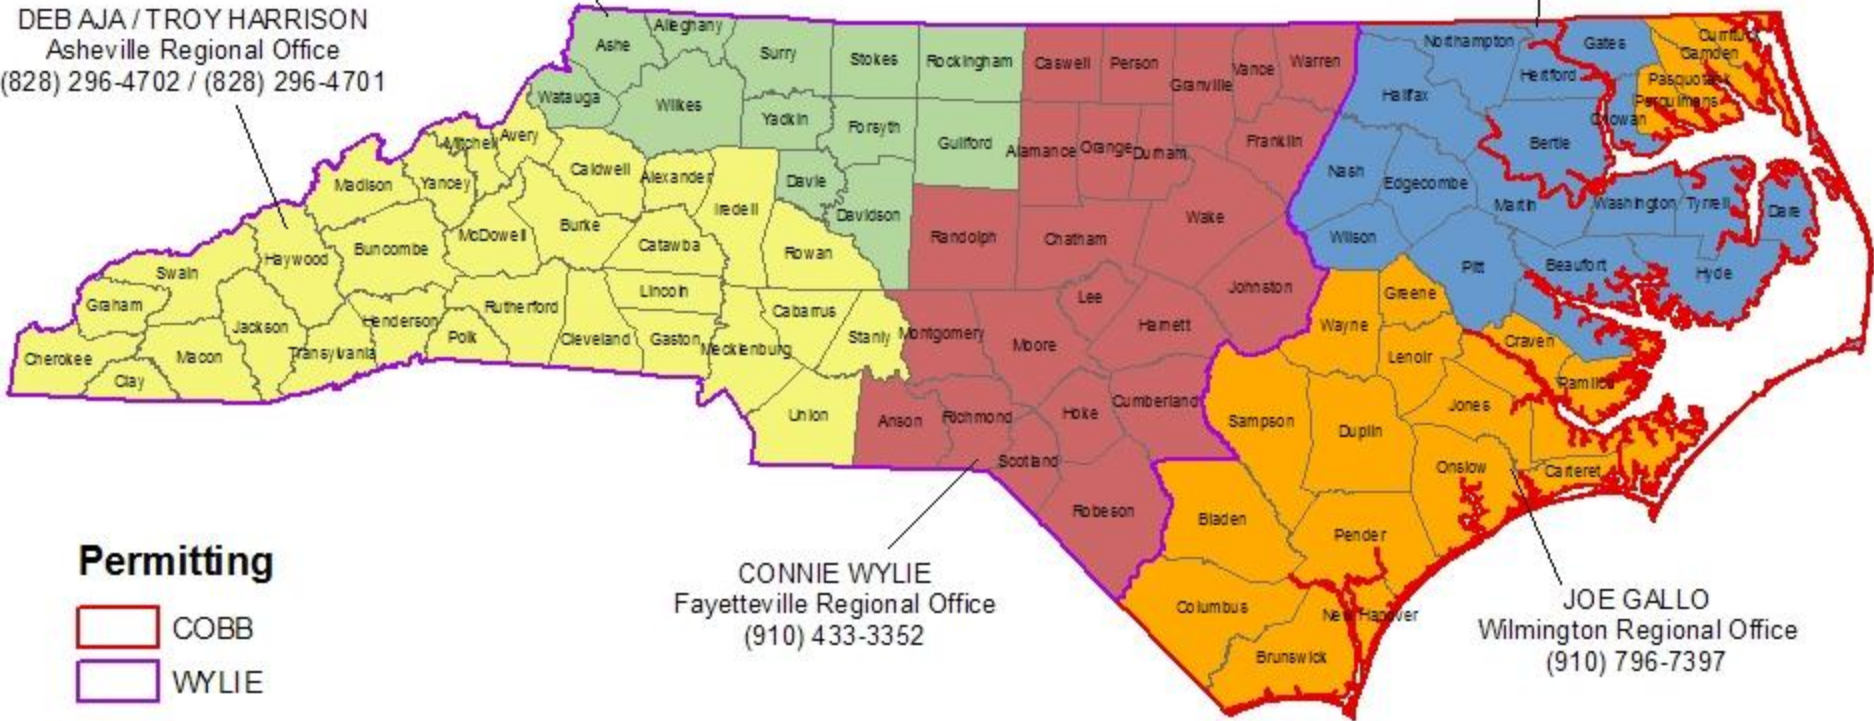 DEB AJA / TROY HARRISON
Asheville Regional Office
(828) 296-4702 / (828) 296-4701
Ashe
Alleghany
Surry
Stokes
Rockingham
Caswell
Person
Granville
Vance
Warren
Northampton
Gates
Currituck
Camden
Hertford
Pasquotank
Perquimans
Watauga
Wilkes
Yadkin
Forsyth
Guilford
Alamance
Orange
Durham
Franklin
Halifax
Chowan
Bertie
Mitchell
Avery
Caldwell
Alexander
Davie
Nash
Edgecombe
Madison
Yancey
Iredell
Davidson
Martin
Washington
Tyrrell
Dare
McDowell
Burke
Catawba
Rowan
Randolph
Chatham
Wake
Wilson
Pitt
Beaufort
Hyde
Buncombe
Haywood
Swain
Graham
Rutherford
Lincoln
Cabarrus
Lee
Johnston
Greene
Cherokee
Clay
Macon
Jackson
Transylvania
Henderson
Polk
Cleveland
Gaston
Mecklenburg
Stanly
Montgomery
Moore
Harnett
Wayne
Lenoir
Craven
Pamlico
Union
Anson
Richmond
Hoke
Cumberland
Sampson
Duplin
Jones
Scotland
Onslow
Carteret
Robeson
Bladen
Pender
Columbus
New Hanover
Brunswick
Permitting
COBB
WYLIE
CONNIE WYLIE
Fayetteville Regional Office
(910) 433-3352
JOE GALLO
Wilmington Regional Office
(910) 796-7397